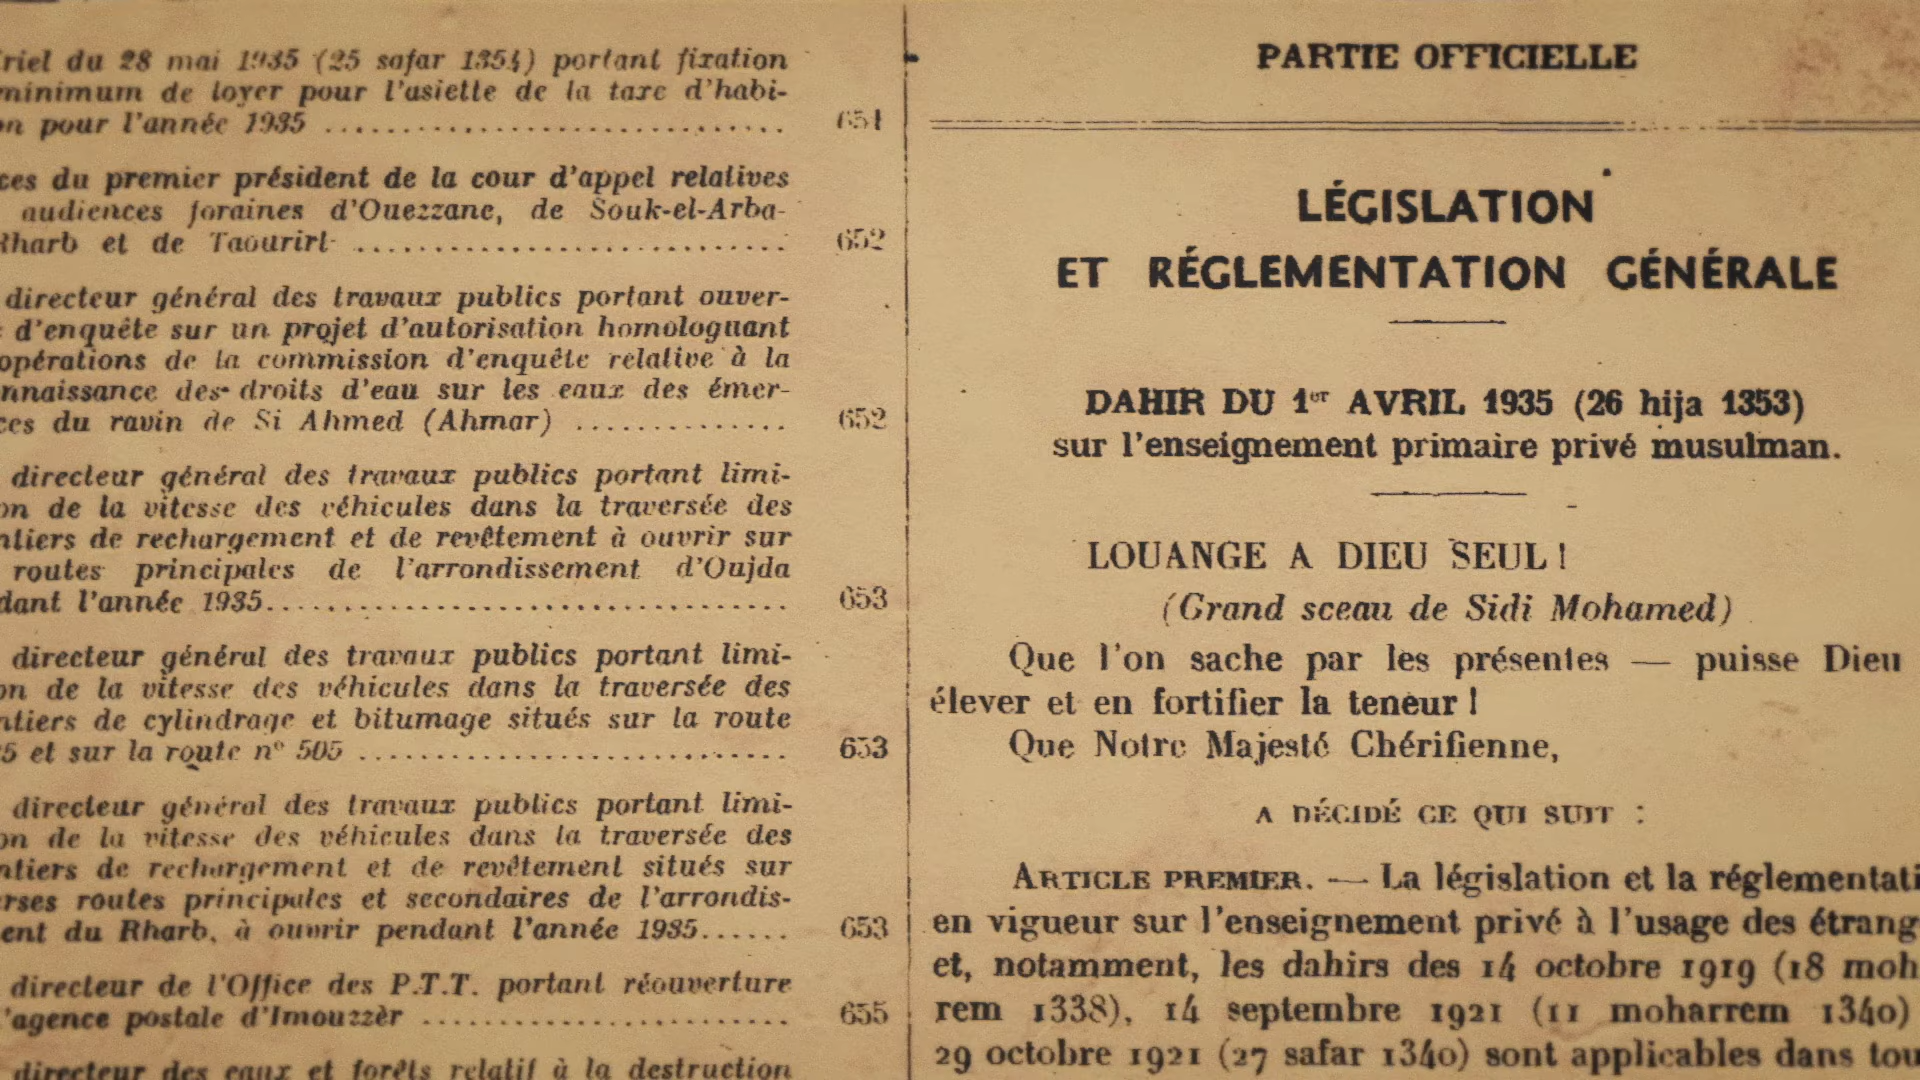 riel du 28 mai 1935 (25 safar 1354) portant fixation
minimum de loyer pour l'asiette de la taxe d'habi-
on pour l'année 1935 .............................. 651
ces du premier président de la cour d'appel relatives
audiences foraines d'Ouezzane, de Souk-el-Arba-
Rharb et de Taourirt ............................ 652
directeur général des travaux publics portant ouver-
d'enquête sur un projet d'autorisation homologuant
opérations de la commission d'enquête relative à la
nnaissance des droits d'eau sur les eaux des émer-
ces du ravin de Si Ahmed (Ahmar) .............. 652
directeur général des travaux publics portant limi-
on de la vitesse des véhicules dans la traversée des
ntiers de rechargement et de revêtement à ouvrir sur
routes principales de l'arrondissement d'Oujda
dant l'année 1935.................................. 653
directeur général des travaux publics portant limi-
on de la vitesse des véhicules dans la traversée des
ntiers de cylindrage et bitumage situés sur la route
5 et sur la route n° 505 ............................ 653
directeur général des travaux publics portant limi-
on de la vitesse des véhicules dans la traversée des
ntiers de rechargement et de revêtement situés sur
rses routes principales et secondaires de l'arrondis-
ent du Rharb, à ouvrir pendant l'année 1935...... 653
directeur de l'Office des P.T.T. portant réouverture
'agence postale d'Imouzzèr ........................ 655
directeur des eaux et forêts relatif à la destruction
PARTIE OFFICIELLE
LÉGISLATION
ET RÉGLEMENTATION GÉNÉRALE
DAHIR DU 1er AVRIL 1935 (26 hija 1353)
sur l'enseignement primaire privé musulman.
LOUANGE A DIEU SEUL !
(Grand sceau de Sidi Mohamed)
Que l'on sache par les présentes — puisse Dieu
élever et en fortifier la teneur !
Que Notre Majesté Chérifienne,
A DÉCIDÉ CE QUI SUIT :
ARTICLE PREMIER. — La législation et la réglementati
en vigueur sur l'enseignement privé à l'usage des étrang
et, notamment, les dahirs des 14 octobre 1919 (18 moh
rem 1338), 14 septembre 1921 (11 moharrem 1340)
29 octobre 1921 (27 safar 1340) sont applicables dans tou